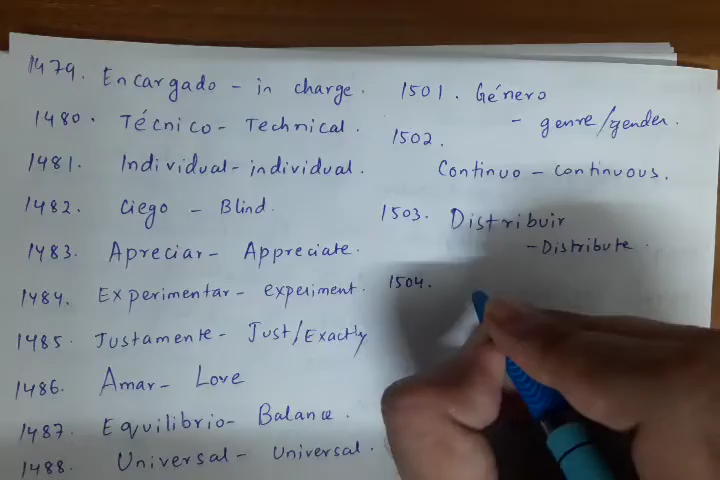 1479. Encargado - in charge.
1480. Técnico - Technical.
1481. Individual - individual.
1482. Ciego - Blind.
1483. Apreciar - Appreciate.
1484. Experimentar - experiment.
1485. Justamente - Just/Exactly
1486. Amar - Love
1487. Equilibrio - Balance.
1488. Universal - Universal.
1501. Género
- genre/gender.
1502.
Continuo - continuous.
1503. Distribuir
- Distribute.
1504.